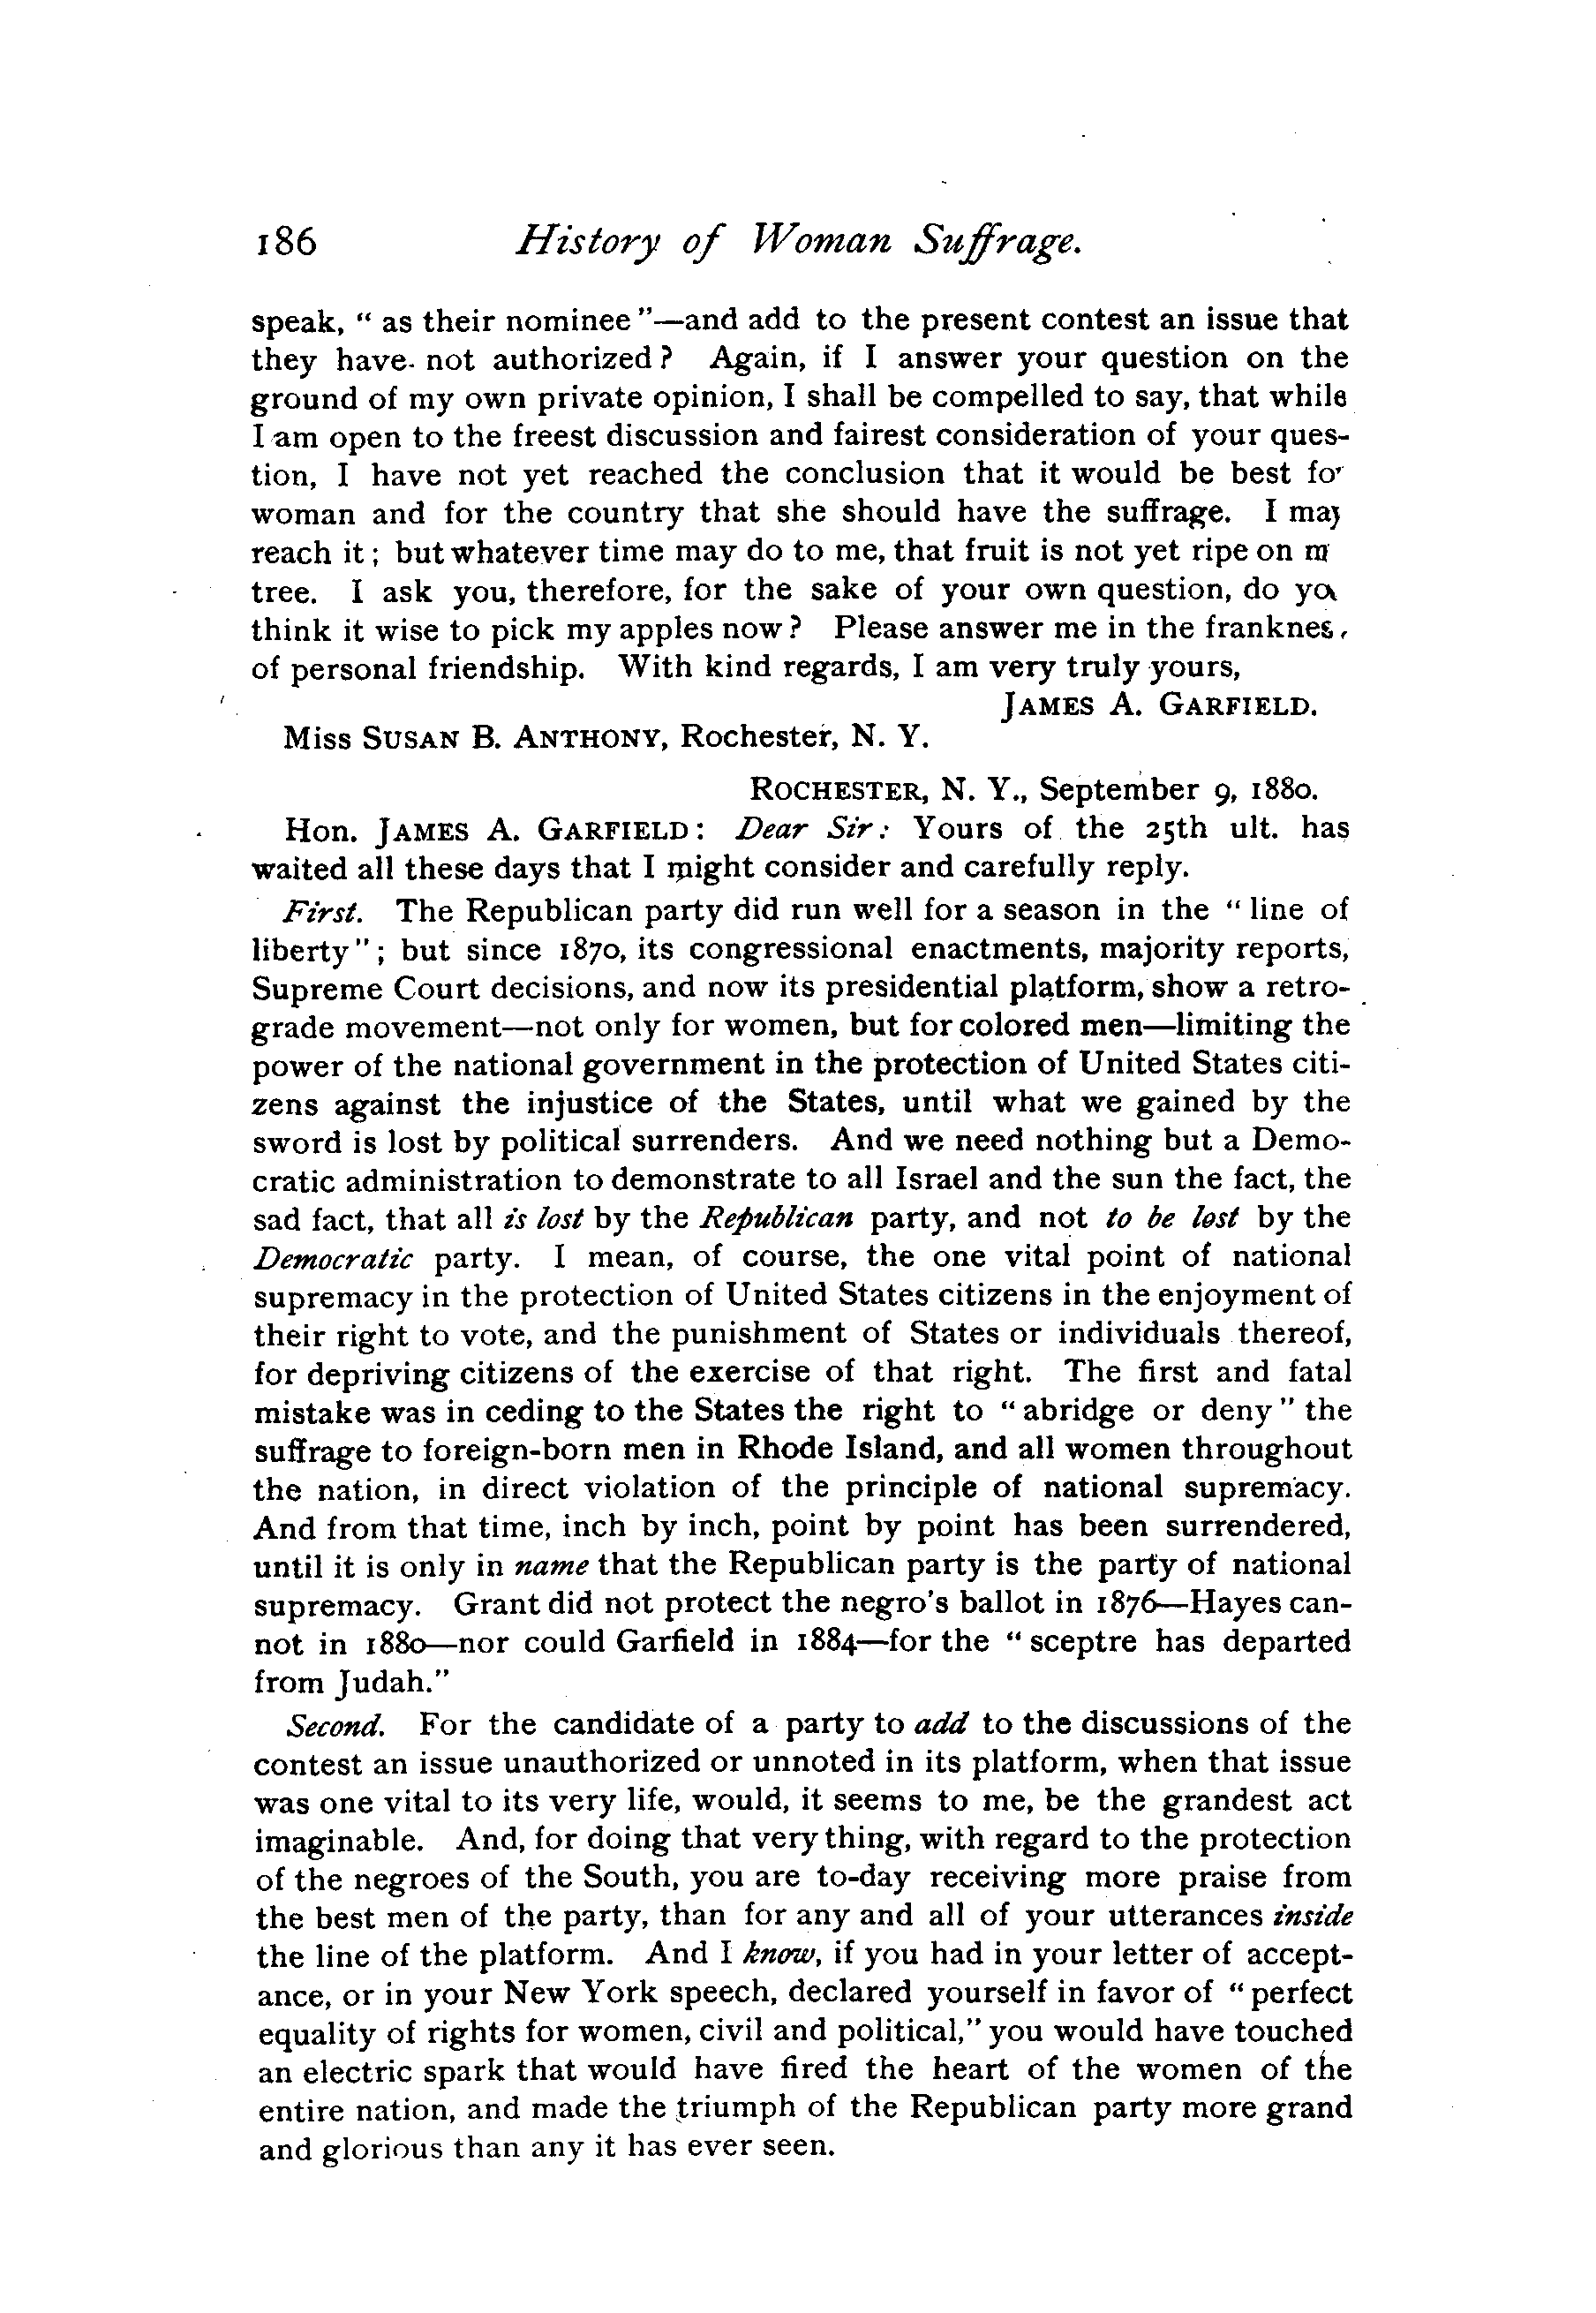 186 History of Woman Suffrage.
speak, “ as their nominee ”—and add to the present contest an issue that
they have not authorized ? Again, if I answer your question on the
ground of my own private opinion, I shall be compelled to say, that while
I am open to the freest discussion and fairest consideration of your ques-
tion, I have not yet reached the conclusion that it would be best for
woman and for the country that she should have the suffrage. I may
reach it ; but whatever time may do to me, that fruit is not yet ripe on m
tree. I ask you, therefore, for the sake of your own question, do you
think it wise to pick my apples now ? Please answer me in the franknes
of personal friendship. With kind regards, I am very truly yours,
JAMES A. GARFIELD.
Miss SUSAN B. ANTHONY, Rochester, N. Y.
ROCHESTER, N. Y., September 9, 1880.
Hon. JAMES A. GARFIELD : Dear Sir : Yours of the 25th ult. has
waited all these days that I might consider and carefully reply.
First. The Republican party did run well for a season in the “ line of
liberty ” ; but since 1870, its congressional enactments, majority reports,
Supreme Court decisions, and now its presidential platform, show a retro-
grade movement—not only for women, but for colored men—limiting the
power of the national government in the protection of United States citi-
zens against the injustice of the States, until what we gained by the
sword is lost by political surrenders. And we need nothing but a Demo-
cratic administration to demonstrate to all Israel and the sun the fact, the
sad fact, that all is lost by the Republican party, and not to be lost by the
Democratic party. I mean, of course, the one vital point of national
supremacy in the protection of United States citizens in the enjoyment of
their right to vote, and the punishment of States or individuals thereof,
for depriving citizens of the exercise of that right. The first and fatal
mistake was in ceding to the States the right to “ abridge or deny ” the
suffrage to foreign-born men in Rhode Island, and all women throughout
the nation, in direct violation of the principle of national supremacy.
And from that time, inch by inch, point by point has been surrendered,
until it is only in name that the Republican party is the party of national
supremacy. Grant did not protect the negro’s ballot in 1876—Hayes can-
not in 1880—nor could Garfield in 1884—for the “ sceptre has departed
from Judah.”
Second. For the candidate of a party to add to the discussions of the
contest an issue unauthorized or unnoted in its platform, when that issue
was one vital to its very life, would, it seems to me, be the grandest act
imaginable. And, for doing that very thing, with regard to the protection
of the negroes of the South, you are to-day receiving more praise from
the best men of the party, than for any and all of your utterances inside
the line of the platform. And I know, if you had in your letter of accept-
ance, or in your New York speech, declared yourself in favor of “ perfect
equality of rights for women, civil and political,” you would have touched
an electric spark that would have fired the heart of the women of the
entire nation, and made the triumph of the Republican party more grand
and glorious than any it has ever seen.